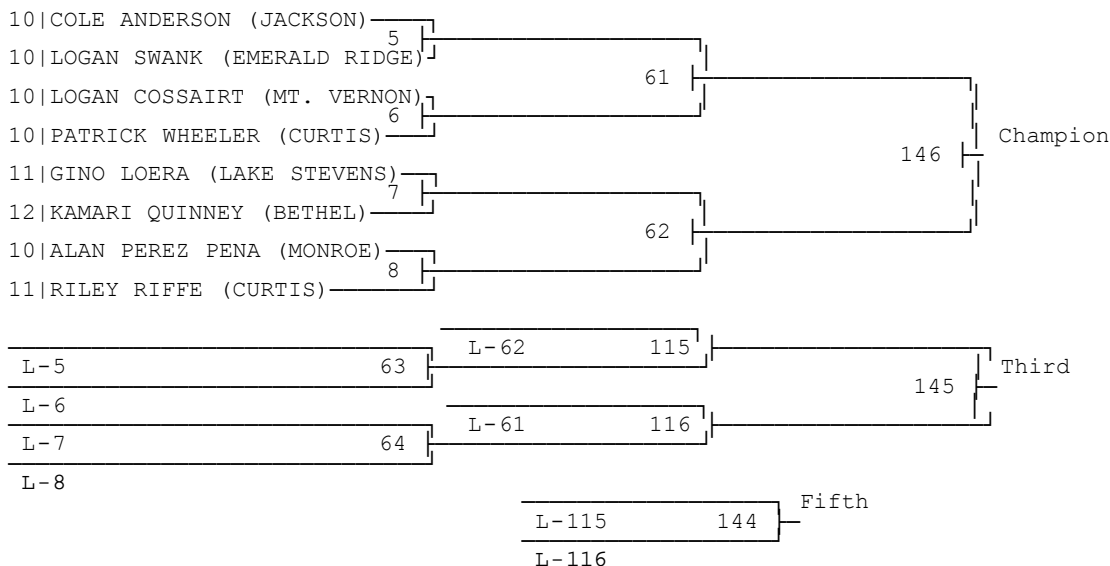 10|COLE ANDERSON (JACKSON)
5
10|LOGAN SWANK (EMERALD RIDGE)
61
10|LOGAN COSSAIRT (MT. VERNON)
6
10|PATRICK WHEELER (CURTIS)
146 Champion
11|GINO LOERA (LAKE STEVENS)
7
12|KAMARI QUINNEY (BETHEL)
62
10|ALAN PEREZ PENA (MONROE)
8
11|RILEY RIFFE (CURTIS)
L-62 115
L-5 63 Third
145
L-6
L-61 116
L-7 64
L-8
Fifth
L-115 144
L-116